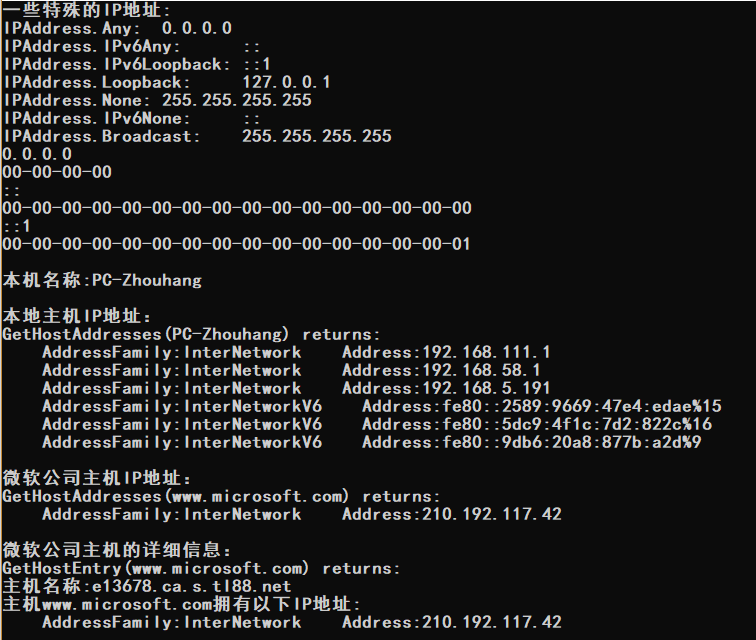 一些特殊的IP地址:
IPAddress.Any:  0.0.0.0
IPAddress.IPv6Any:      ::
IPAddress.IPv6Loopback: ::1
IPAddress.Loopback:     127.0.0.1
IPAddress.None: 255.255.255.255
IPAddress.IPv6None:     ::
IPAddress.Broadcast:    255.255.255.255
0.0.0.0
00-00-00-00
::
00-00-00-00-00-00-00-00-00-00-00-00-00-00-00-00
::1
00-00-00-00-00-00-00-00-00-00-00-00-00-00-00-01
本机名称:PC-Zhouhang
本地主机IP地址:
GetHostAddresses(PC-Zhouhang) returns:
    AddressFamily:InterNetwork    Address:192.168.111.1
    AddressFamily:InterNetwork    Address:192.168.58.1
    AddressFamily:InterNetwork    Address:192.168.5.191
    AddressFamily:InterNetworkV6    Address:fe80::2589:9669:47e4:edae%15
    AddressFamily:InterNetworkV6    Address:fe80::5dc9:4f1c:7d2:822c%16
    AddressFamily:InterNetworkV6    Address:fe80::9db6:20a8:877b:a2d%9
微软公司主机IP地址:
GetHostAddresses(www.microsoft.com) returns:
    AddressFamily:InterNetwork    Address:210.192.117.42
微软公司主机的详细信息:
GetHostEntry(www.microsoft.com) returns:
主机名称:e13678.ca.s.tl88.net
主机www.microsoft.com拥有以下IP地址:
    AddressFamily:InterNetwork    Address:210.192.117.42